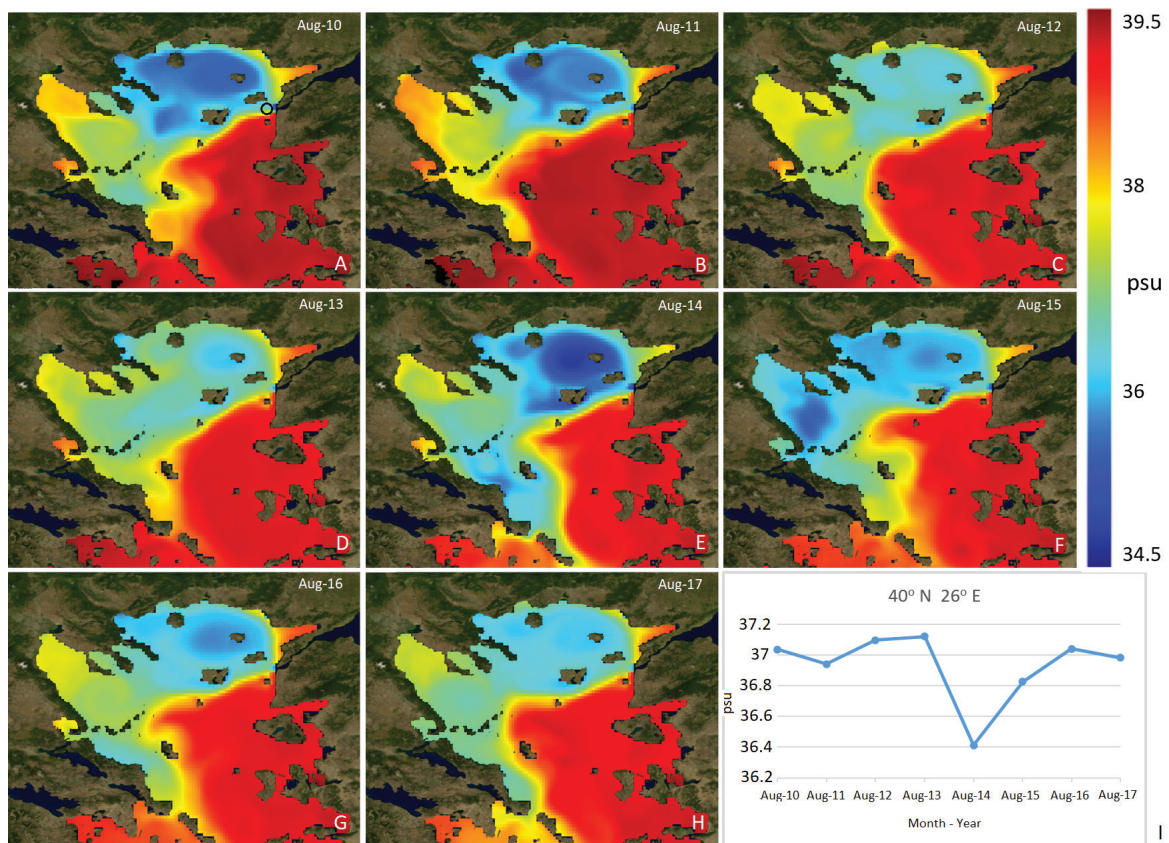 Aug-10
A
Aug-11
B
Aug-12
C
39.5
38
psu
36
34.5
Aug-13
D
Aug-14
E
Aug-15
F
Aug-16
G
Aug-17
H
40° N 26° E
37.2
37
36.8
36.6
36.4
36.2
psu
Aug-10 Aug-11 Aug-12 Aug-13 Aug-14 Aug-15 Aug-16 Aug-17
Month - Year
I